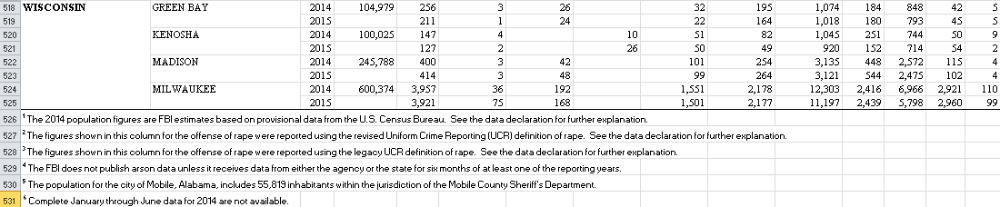 518 WISCONSIN GREEN BAY 2014 104,979 256 3 26 32 195 1,074 184 848 42 5
519 2015 211 1 24 22 164 1,018 180 793 45 5
520 KENOSHA 2014 100,025 147 4 10 51 82 1,045 251 744 50 9
521 2015 127 2 26 50 49 920 152 714 54 2
522 MADISON 2014 245,788 400 3 42 101 254 3,135 448 2,572 115 4
523 2015 414 3 48 99 264 3,121 544 2,475 102 4
524 MILWAUKEE 2014 600,374 3,957 36 192 1,551 2,178 12,303 2,416 6,966 2,921 110
525 2015 3,921 75 168 1,501 2,177 11,197 2,439 5,798 2,960 99
526 ¹ The 2014 population figures are FBI estimates based on provisional data from the U.S. Census Bureau. See the data declaration for further explanation.
527 ² The figures shown in this column for the offense of rape were reported using the revised Uniform Crime Reporting (UCR) definition of rape. See the data declaration for further explanation.
528 ³ The figures shown in this column for the offense of rape were reported using the legacy UCR definition of rape. See the data declaration for further explanation.
529 ⁴ The FBI does not publish arson data unless it receives data from either the agency or the state for six months of at least one of the reporting years.
530 ⁵ The population for the city of Mobile, Alabama, includes 55,819 inhabitants within the jurisdiction of the Mobile County Sheriff's Department.
531 ⁶ Complete January through June data for 2014 are not available.